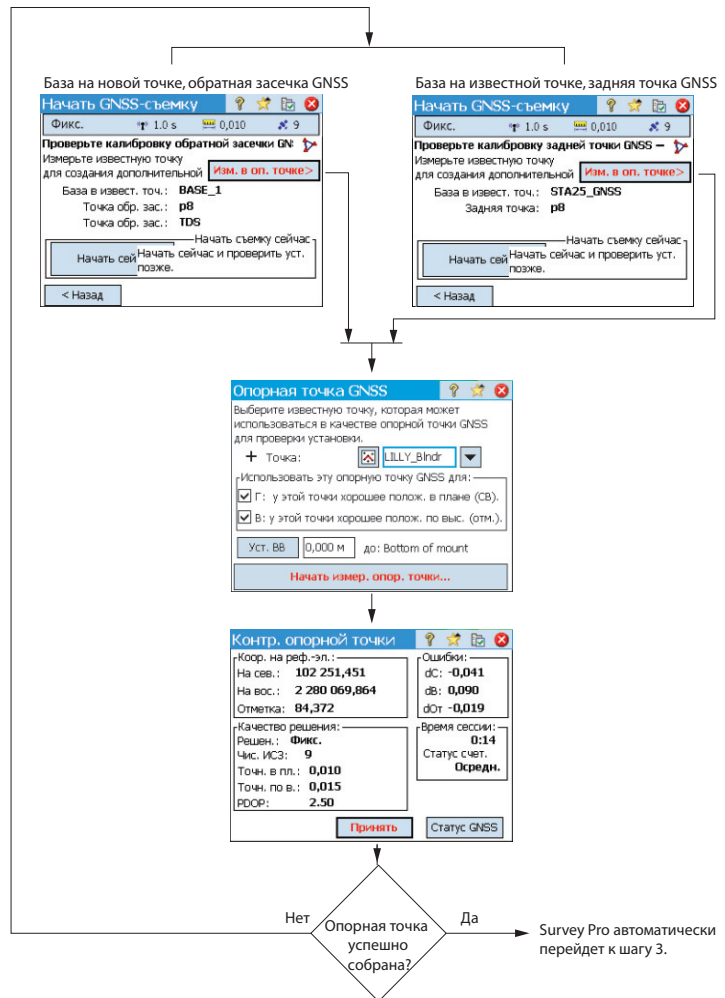 База на новой точке, обратная засечка GNSS
Начать GNSS-съемку
Фикс. 1.0 s 0,010 9
Проверьте калибровку обратной засечки GN:
Измерьте известную точку
для создания дополнительной
Изм. в оп. точке>
База в извест. точ.: BASE_1
Точка обр. зас.: p8
Точка обр. зас.: TDS
Начать съемку сейчас
Начать сей
Начать сейчас и проверить уст.
позже.
< Назад
База на известной точке, задняя точка GNSS
Начать GNSS-съемку
Фикс. 1.0 s 0,010 9
Проверьте калибровку задней точки GNSS —
Измерьте известную точку
для создания дополнительной
Изм. в оп. точке>
База в извест. точ.: STA25_GNSS
Задняя точка: p8
Начать съемку сейчас
Начать сей
Начать сейчас и проверить уст.
позже.
< Назад
Опорная точка GNSS
Выберите известную точку, которая может
использоваться в качестве опорной точки GNSS
для проверки установки.
+ Точка: LILLY_Blndr
Использовать эту опорную точку GNSS для:
Г: у этой точки хорошее полож. в плане (СВ).
В: у этой точки хорошее полож. по выс. (отм.).
Уст. ВВ 0,000 м до: Bottom of mount
Начать измер. опор. точки...
Контр. опорной точки
Коор. на реф.-эл.:
На сев.: 102 251,451
На вос.: 2 280 069,864
Отметка: 84,372
Ошибки:
dС: -0,041
dВ: 0,090
dОт -0,019
Качество решения:
Решен.: Фикс.
Чис. ИСЗ: 9
Точн. в пл.: 0,010
Точн. по в.: 0,015
PDOP: 2.50
Время сессии:
0:14
Статус счет.
Осредн.
Принять
Статус GNSS
Нет
Опорная точка
успешно
собрана?
Да
Survey Pro автоматически
перейдет к шагу 3.